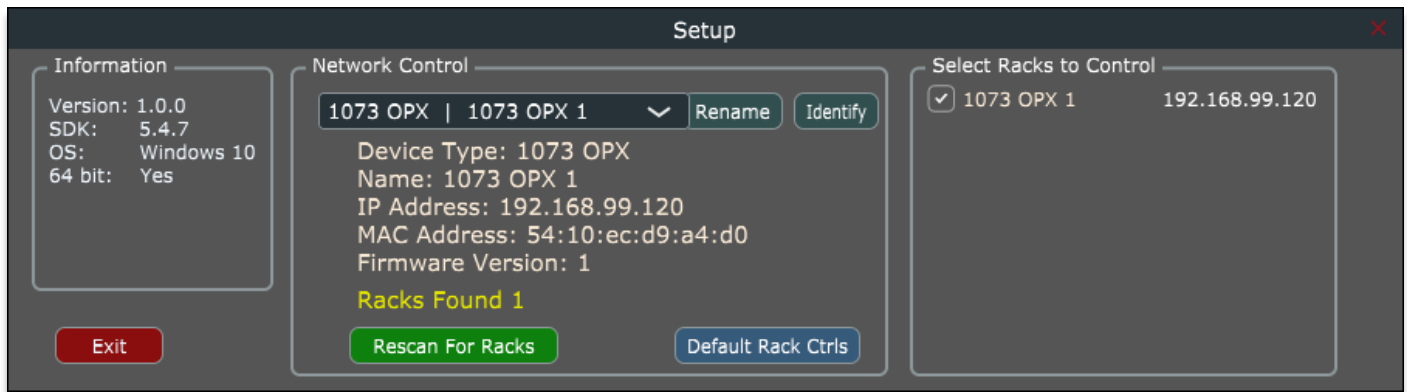 Setup
Information
Version: 1.0.0
SDK: 5.4.7
OS: Windows 10
64 bit: Yes
Exit
Network Control
1073 OPX | 1073 OPX 1
Rename
Identify
Device Type: 1073 OPX
Name: 1073 OPX 1
IP Address: 192.168.99.120
MAC Address: 54:10:ec:d9:a4:d0
Firmware Version: 1
Racks Found 1
Rescan For Racks
Default Rack Ctrls
Select Racks to Control
1073 OPX 1 192.168.99.120